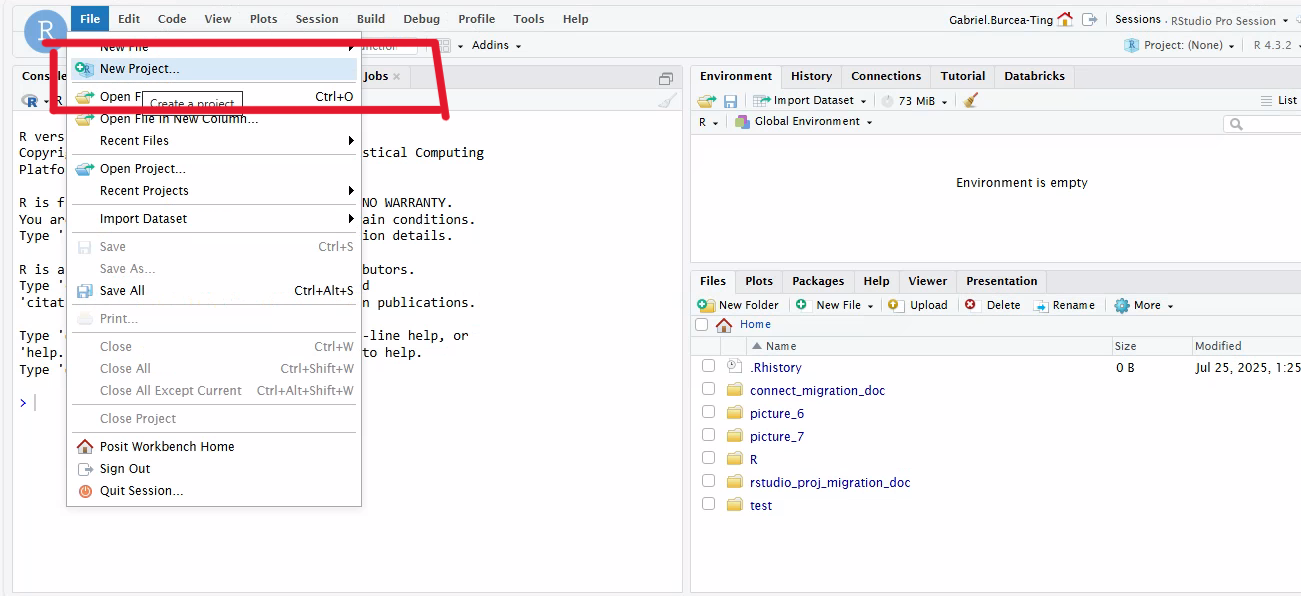 R
File Edit Code View Plots Session Build Debug Profile Tools Help
Gabriel.Burcea-Ting Sessions RStudio Pro Session
Addins
Project: (None) R 4.3.2
New File
New Project...
Open F Ctrl+O
Create a project
Open File in New Column...
Recent Files
Open Project...
Recent Projects
Import Dataset
Save Ctrl+S
Save As...
Save All Ctrl+Alt+S
Print...
Close Ctrl+W
Close All Ctrl+Shift+W
Close All Except Current Ctrl+Alt+Shift+W
Close Project
Posit Workbench Home
Sign Out
Quit Session...
Console Jobs
R
R vers
Copyri stical Computing
Platfo
R is f NO WARRANTY.
You ar ain conditions.
Type ' ion details.
R is a butors.
Type ' d
'citat n publications.
Type ' -line help, or
'help. to help.
Type '
>
Environment History Connections Tutorial Databricks
Import Dataset 73 MiB List
R Global Environment
Environment is empty
Files Plots Packages Help Viewer Presentation
New Folder New File Upload Delete Rename More
Home
Name Size Modified
.Rhistory 0 B Jul 25, 2025, 1:25
connect_migration_doc
picture_6
picture_7
R
rstudio_proj_migration_doc
test